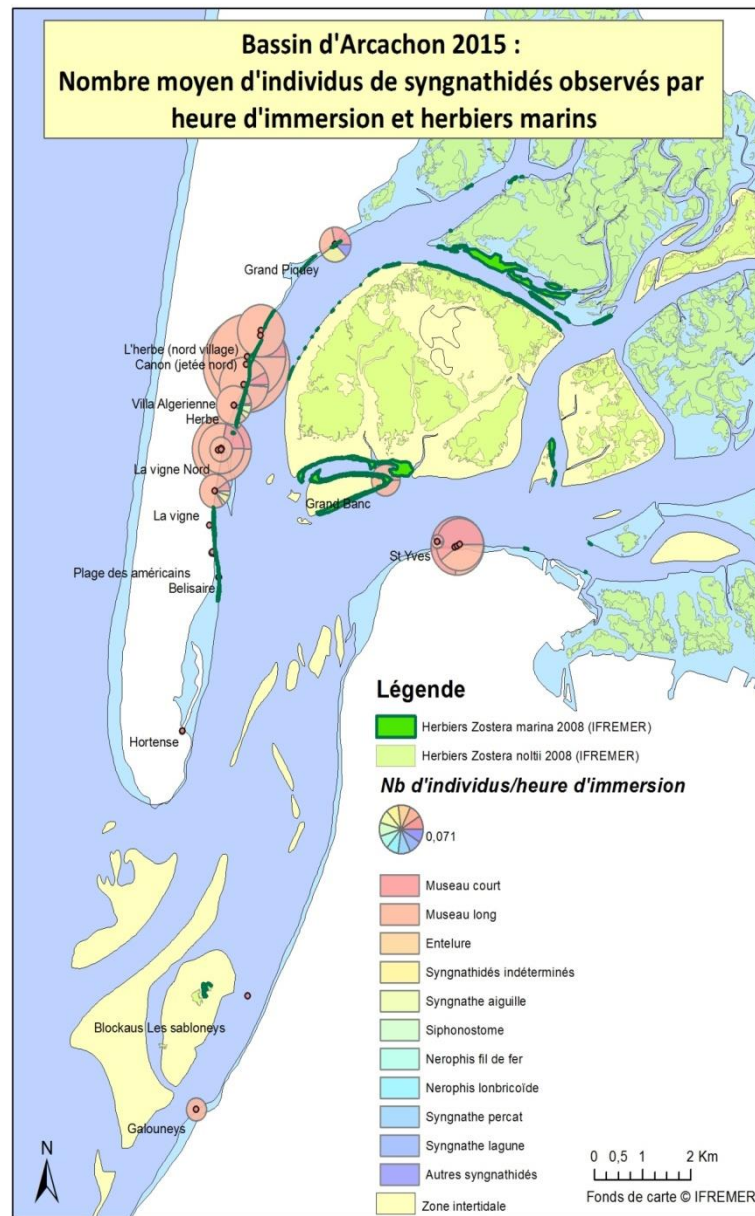 Bassin d'Arcachon 2015 :
Nombre moyen d'individus de syngnathidés observés par
heure d'immersion et herbiers marins
Grand Piquey
L'herbe (nord village)
Canon (jetée nord)
Villa Algerienne
Herbe
La vigne Nord
Grand Banc
La vigne
St Yves
Plage des américains
Belisaire
Hortense
Blockaus Les sabloneys
Galouneys
Légende
Herbiers Zostera marina 2008 (IFREMER)
Herbiers Zostera noltii 2008 (IFREMER)
Nb d'individus/heure d'immersion
0,071
Museau court
Museau long
Entelure
Syngnathidés indéterminés
Syngnathe aiguille
Siphonostome
Nerophis fil de fer
Nerophis lonbricoïde
Syngnathe percat
Syngnathe lagune
Autres syngnathidés
Zone intertidale
N
0 0,5 1 2 Km
Fonds de carte © IFREMER